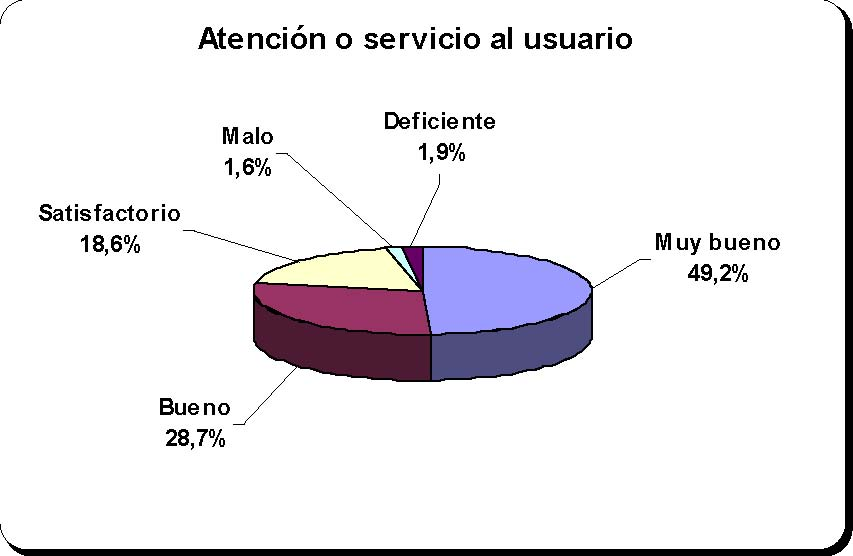 Atención o servicio al usuario
Deficiente
1,9%
Malo
1,6%
Satisfactorio
18,6%
Muy bueno
49,2%
Bueno
28,7%